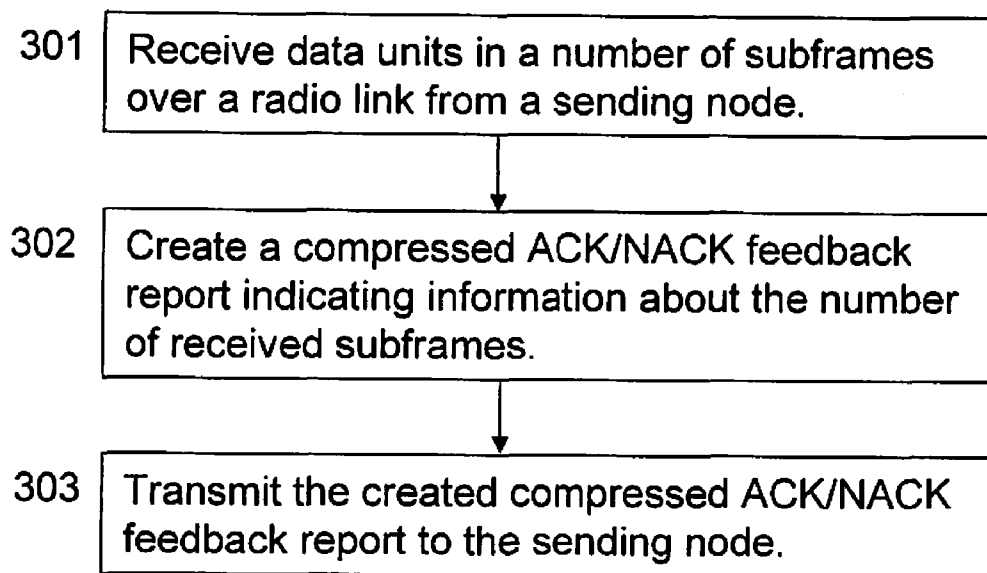 301
Receive data units in a number of subframes
over a radio link from a sending node.
302
Create a compressed ACK/NACK feedback
report indicating information about the number
of received subframes.
303
Transmit the created compressed ACK/NACK
feedback report to the sending node.